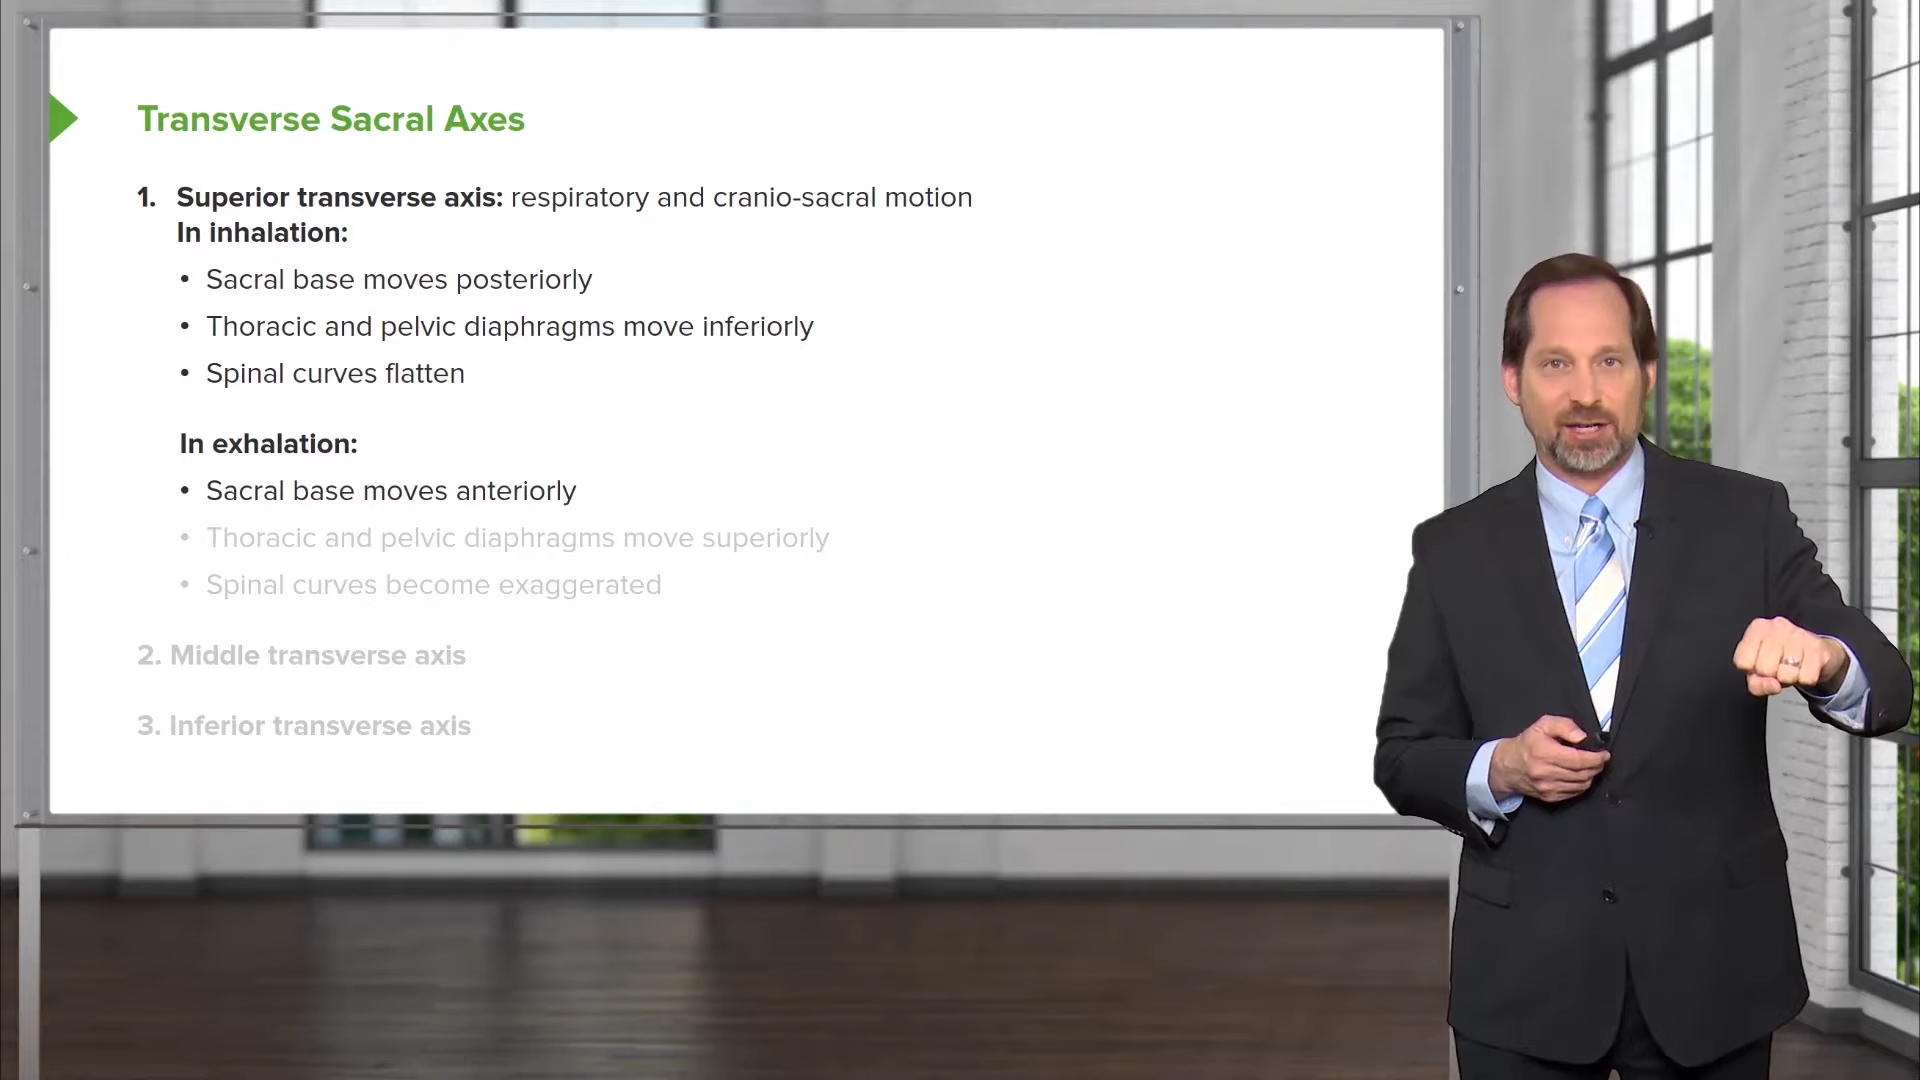 Transverse Sacral Axes
1. Superior transverse axis: respiratory and cranio-sacral motion
In inhalation:
• Sacral base moves posteriorly
• Thoracic and pelvic diaphragms move inferiorly
• Spinal curves flatten
In exhalation:
• Sacral base moves anteriorly
• Thoracic and pelvic diaphragms move superiorly
• Spinal curves become exaggerated
2. Middle transverse axis
3. Inferior transverse axis